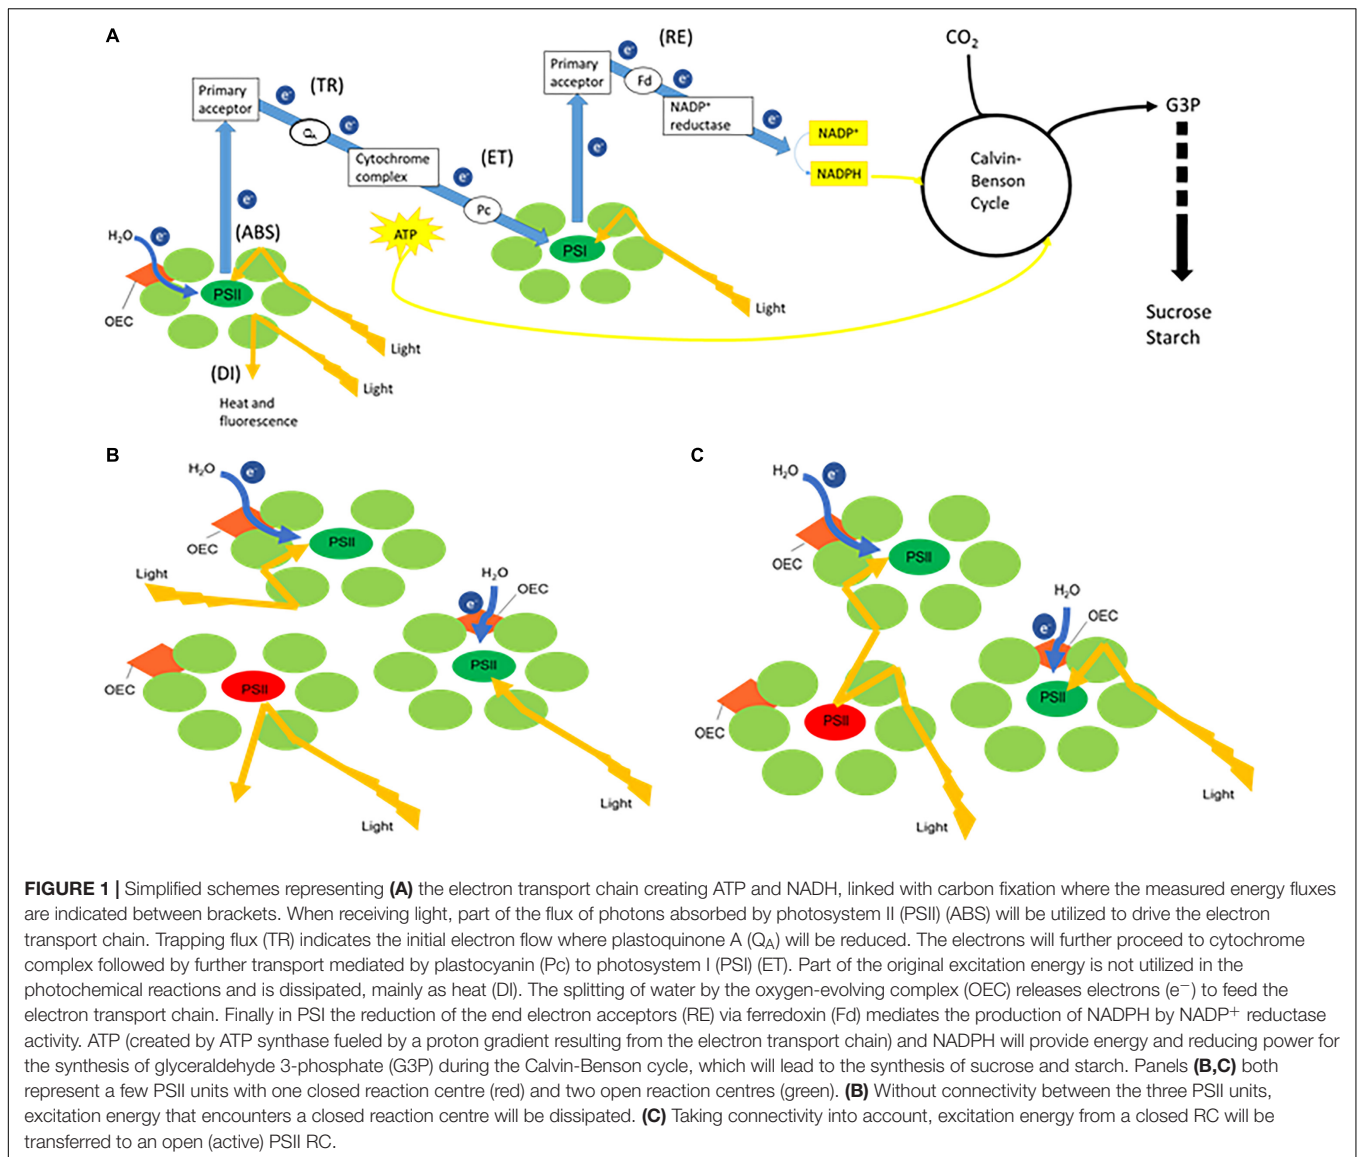 A
(RE)
CO2
Primary
acceptor
e-
Fd
e-
NADP+
reductase
e-
NADP+
NADPH
e-
Calvin-
Benson
Cycle
G3P
Sucrose
Starch
Primary
acceptor
e-
(TR)
QA
e-
Cytochrome
complex
(ET)
e-
Pc
ATP
PSI
Light
e-
(ABS)
H2O
e-
PSII
OEC
Light
Light
(DI)
Heat and
fluorescence
B
H2O
e-
OEC
PSII
Light
H2O
OEC
e-
PSII
PSII
OEC
Light
Light
C
H2O
e-
OEC
PSII
H2O
OEC
e-
PSII
PSII
OEC
Light
Light
FIGURE 1 | Simplified schemes representing (A) the electron transport chain creating ATP and NADH, linked with carbon fixation where the measured energy fluxes
are indicated between brackets. When receiving light, part of the flux of photons absorbed by photosystem II (PSII) (ABS) will be utilized to drive the electron
transport chain. Trapping flux (TR) indicates the initial electron flow where plastoquinone A (QA) will be reduced. The electrons will further proceed to cytochrome
complex followed by further transport mediated by plastocyanin (Pc) to photosystem I (PSI) (ET). Part of the original excitation energy is not utilized in the
photochemical reactions and is dissipated, mainly as heat (DI). The splitting of water by the oxygen-evolving complex (OEC) releases electrons (e−) to feed the
electron transport chain. Finally in PSI the reduction of the end electron acceptors (RE) via ferredoxin (Fd) mediates the production of NADPH by NADP+ reductase
activity. ATP (created by ATP synthase fueled by a proton gradient resulting from the electron transport chain) and NADPH will provide energy and reducing power for
the synthesis of glyceraldehyde 3-phosphate (G3P) during the Calvin-Benson cycle, which will lead to the synthesis of sucrose and starch. Panels (B,C) both
represent a few PSII units with one closed reaction centre (red) and two open reaction centres (green). (B) Without connectivity between the three PSII units,
excitation energy that encounters a closed reaction centre will be dissipated. (C) Taking connectivity into account, excitation energy from a closed RC will be
transferred to an open (active) PSII RC.